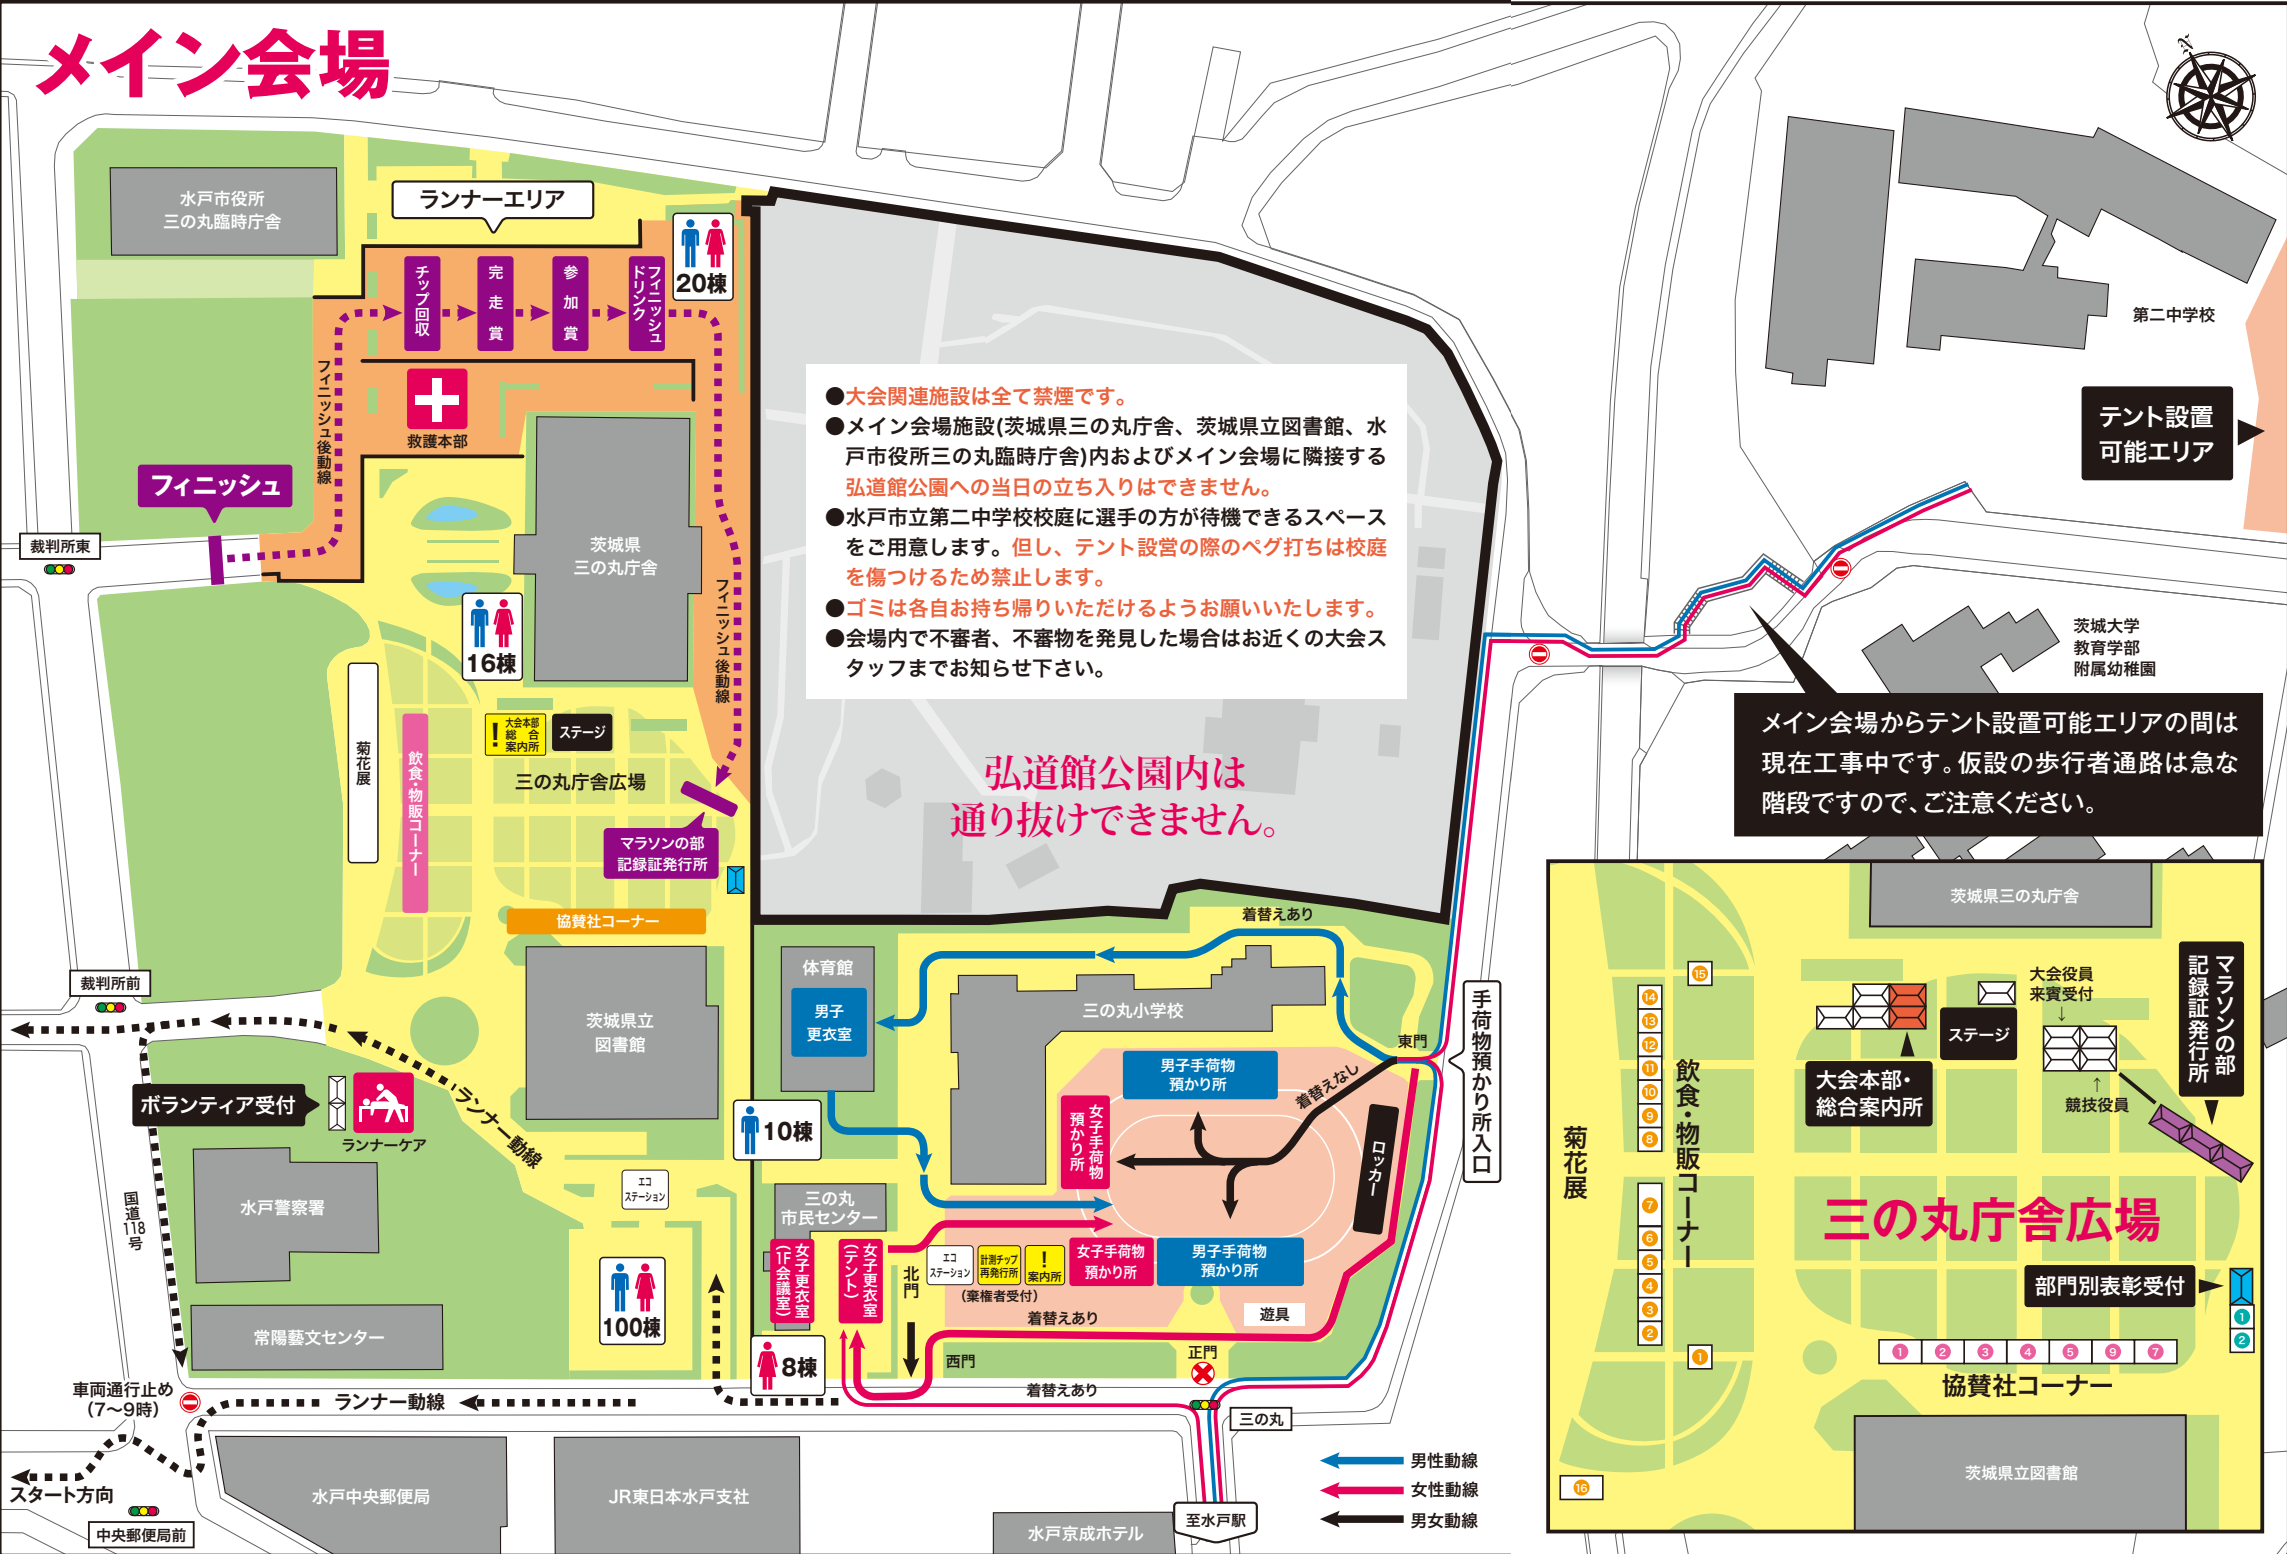 メイン会場
水戸市役所
三の丸臨時庁舎
ランナーエリア
20棟
チップ回収
完走賞
参加賞
フィニッシュ
ドリンク
フィニッシュ後動線
救護本部
フィニッシュ
裁判所東
茨城県
三の丸庁舎
16棟
フィニッシュ後動線
菊花展
飲食・物販コーナー
!
大会本部
総合
案内所
ステージ
三の丸庁舎広場
マラソンの部
記録証発行所
協賛社コーナー
茨城県立
図書館
裁判所前
ボランティア受付
ランナーケア
ランナー動線
水戸警察署
国道118号
常陽藝文センター
エコ
ステーション
100棟
10棟
8棟
車両通行止め
(7〜9時)
ランナー動線
スタート方向
中央郵便局前
水戸中央郵便局
JR東日本水戸支社
水戸京成ホテル
至水戸駅
三の丸
●大会関連施設は全て禁煙です。
●メイン会場施設(茨城県三の丸庁舎、茨城県立図書館、水
戸市役所三の丸臨時庁舎)内およびメイン会場に隣接する
弘道館公園への当日の立ち入りはできません。
●水戸市立第二中学校校庭に選手の方が待機できるスペース
をご用意します。但し、テント設営の際のペグ打ちは校庭
を傷つけるため禁止します。
●ゴミは各自お持ち帰りいただけるようお願いいたします。
●会場内で不審者、不審物を発見した場合はお近くの大会ス
タッフまでお知らせ下さい。
弘道館公園内は
通り抜けできません。
着替えあり
体育館
男子
更衣室
三の丸小学校
東門
手荷物預かり所入口
男子手荷物
預かり所
着替えなし
女子手荷物
預かり所
ロッカー
三の丸
市民センター
女子更衣室
(1F会議室)
女子更衣室
(テント)
北門
エコ
ステーション
計測チップ
再発行所
!
案内所
(棄権者受付)
女子手荷物
預かり所
男子手荷物
預かり所
着替えあり
遊具
西門
正門
着替えあり
男性動線
女性動線
男女動線
N
第二中学校
テント設置
可能エリア
茨城大学
教育学部
附属幼稚園
メイン会場からテント設置可能エリアの間は
現在工事中です。仮設の歩行者通路は急な
階段ですので、ご注意ください。
茨城県三の丸庁舎
15
14
13
12
11
10
9
8
7
6
5
4
3
2
1
16
菊花展
飲食・物販コーナー
大会本部・
総合案内所
ステージ
大会役員
来賓受付
↓
↑
競技役員
マラソンの部
記録証発行所
三の丸庁舎広場
部門別表彰受付
1
2
1 2 3 4 5 9 7
協賛社コーナー
茨城県立図書館